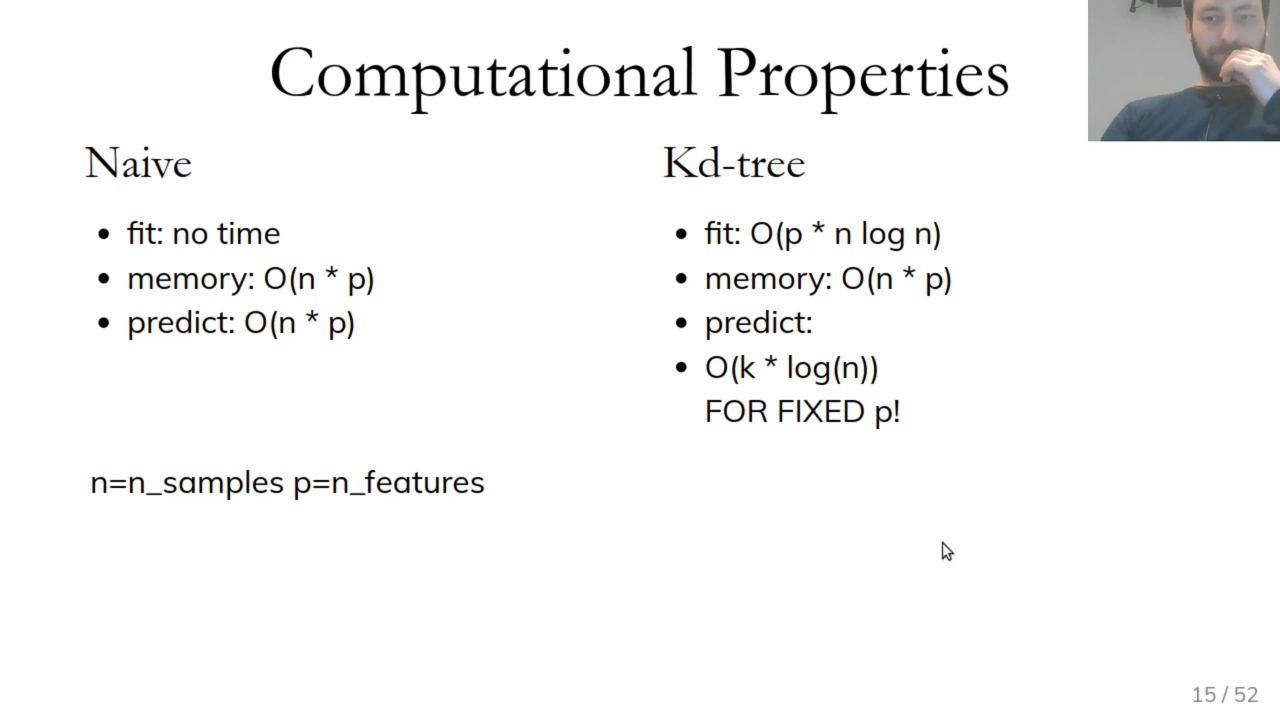 Computational Properties
Naive
• fit: no time
• memory: O(n * p)
• predict: O(n * p)
Kd-tree
• fit: O(p * n log n)
• memory: O(n * p)
• predict:
• O(k * log(n))
FOR FIXED p!
n=n_samples p=n_features
15 / 52